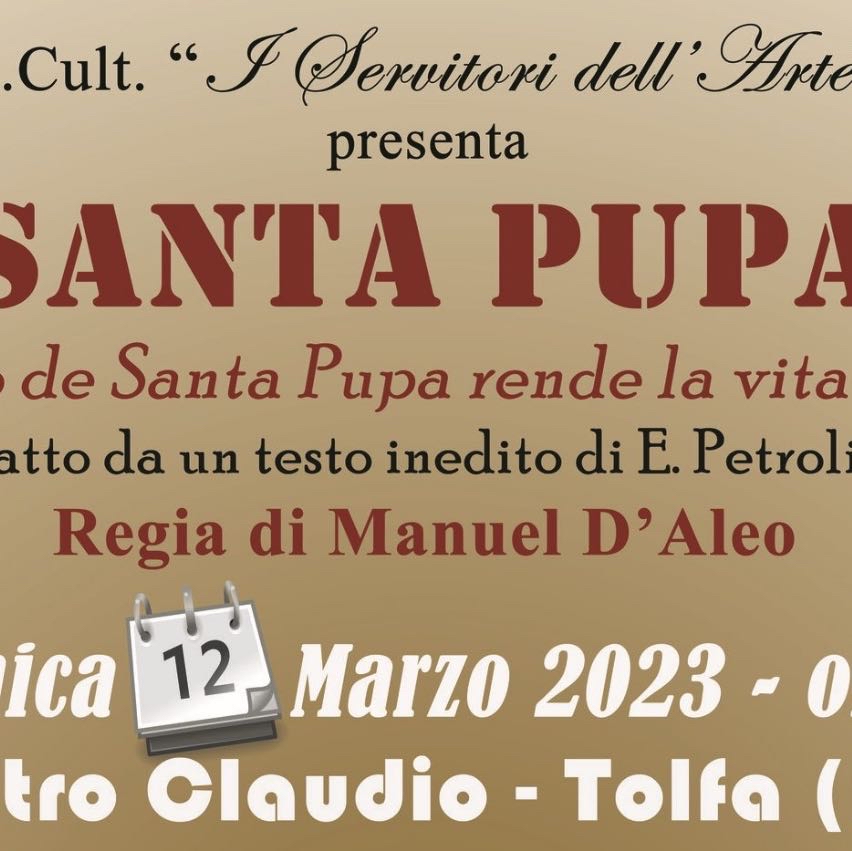 .Cult. “I Servitori dell’Arte
presenta
SANTA PUPA
de Santa Pupa rende la vita
atto da un testo inedito di E. Petroli
Regia di Manuel D’Aleo
nica 12 Marzo 2023 - o
tro Claudio - Tolfa (